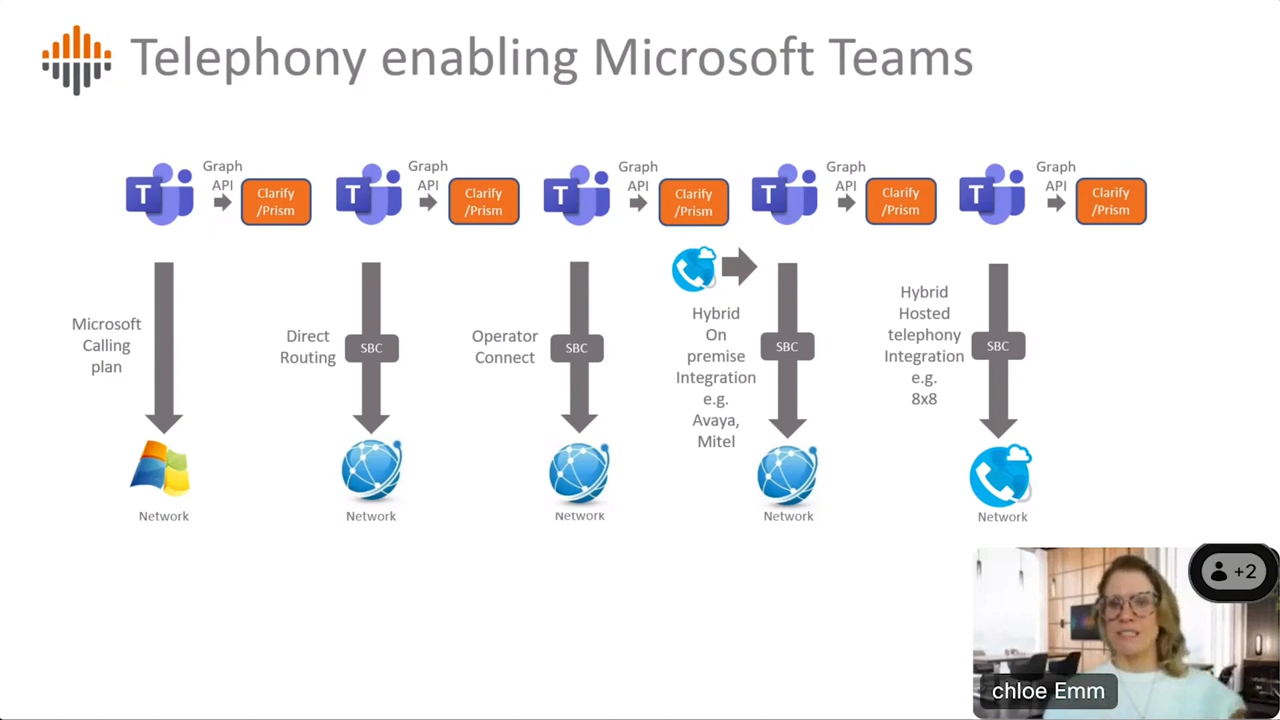 Telephony enabling Microsoft Teams
T
Graph
API
Clarify
/Prism
T
Graph
API
Clarify
/Prism
T
Graph
API
Clarify
/Prism
T
Graph
API
Clarify
/Prism
T
Graph
API
Clarify
/Prism
Microsoft
Calling
plan
Network
Direct
Routing
SBC
Network
Operator
Connect
SBC
Network
Hybrid
On
premise
Integration
e.g.
Avaya,
Mitel
SBC
Network
Hybrid
Hosted
telephony
Integration
e.g.
8x8
SBC
Network
+2
chloe Emm